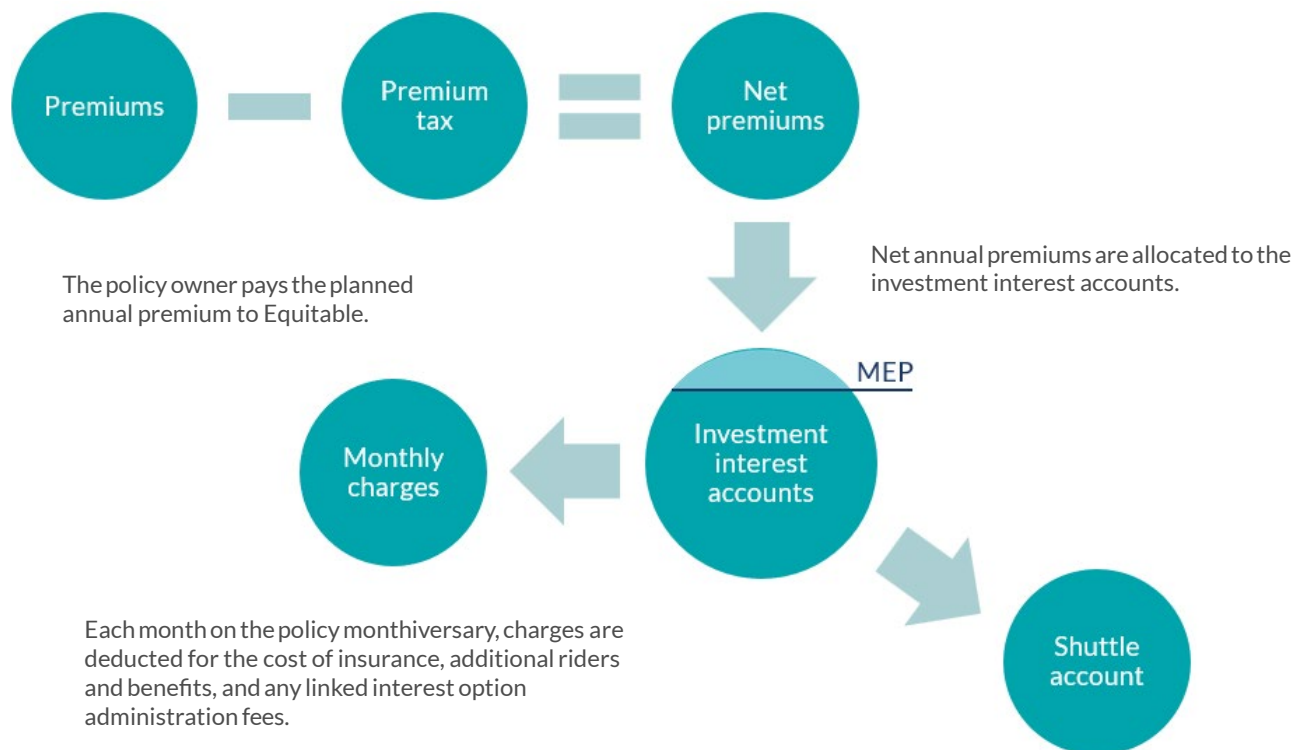 Premiums
Premium
tax
Net
premiums
The policy owner pays the planned
annual premium to Equitable.
Net annual premiums are allocated to the
investment interest accounts.
MEP
Investment
interest
accounts
Monthly
charges
Each month on the policy monthiversary, charges are
deducted for the cost of insurance, additional riders
and benefits, and any linked interest option
administration fees.
Shuttle
account